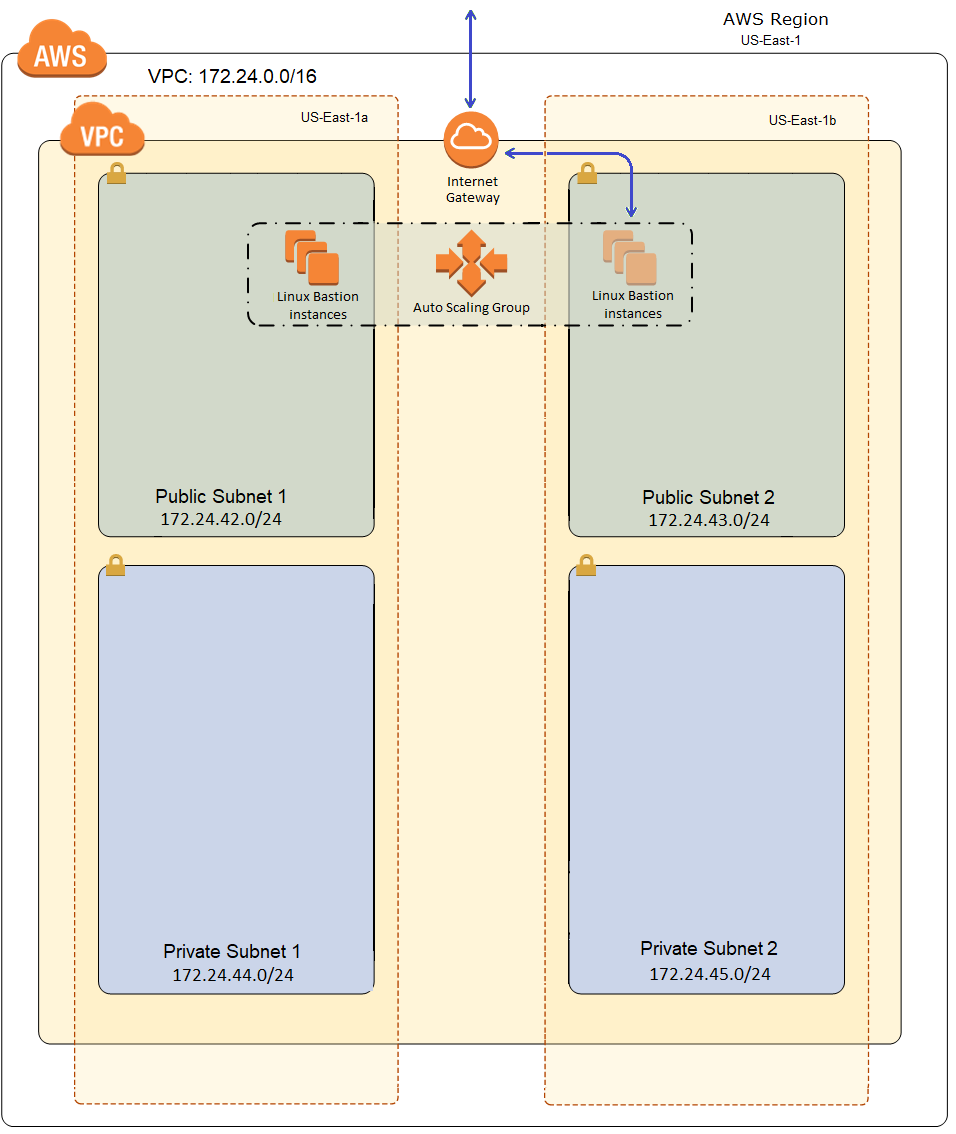 AWS Region
US-East-1
AWS
VPC: 172.24.0.0/16
US-East-1a
US-East-1b
VPC
Internet
Gateway
Linux Bastion
instances
Auto Scaling Group
Linux Bastion
instances
Public Subnet 1
172.24.42.0/24
Public Subnet 2
172.24.43.0/24
Private Subnet 1
172.24.44.0/24
Private Subnet 2
172.24.45.0/24